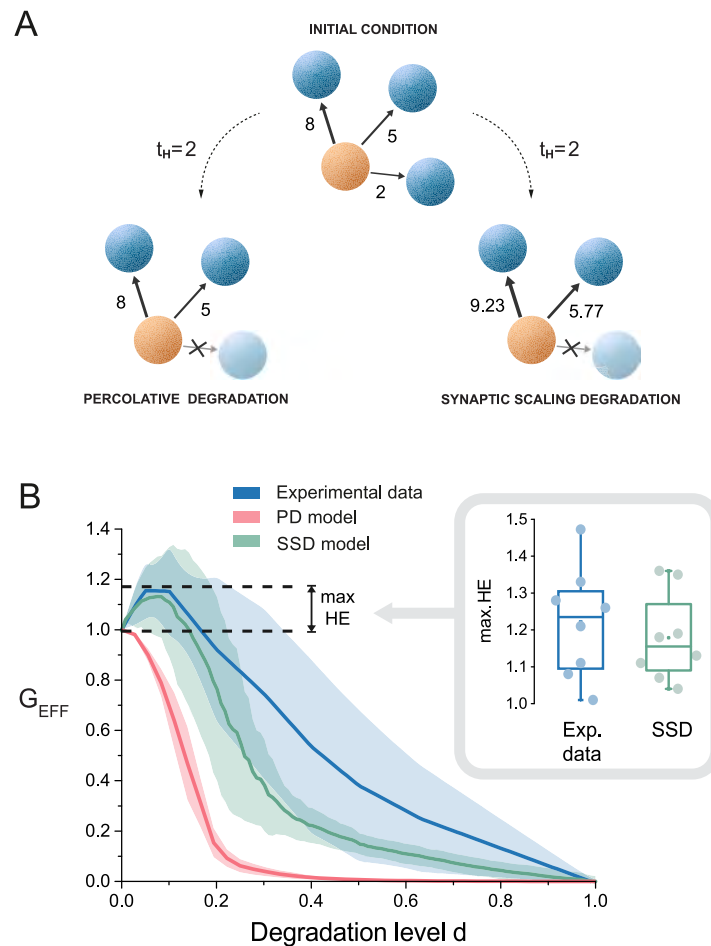 A
INITIAL CONDITION
8
5
2
tH=2
tH=2
8
5
9.23
5.77
PERCOLATIVE DEGRADATION
SYNAPTIC SCALING DEGRADATION
B
Experimental data
PD model
SSD model
1.4
1.2
1.0
0.8
0.6
0.4
0.2
0.0
GEFF
max
HE
0.0
0.2
0.4
0.6
0.8
1.0
Degradation level d
1.5
1.4
1.3
1.2
1.1
1.0
max. HE
Exp.
data
SSD